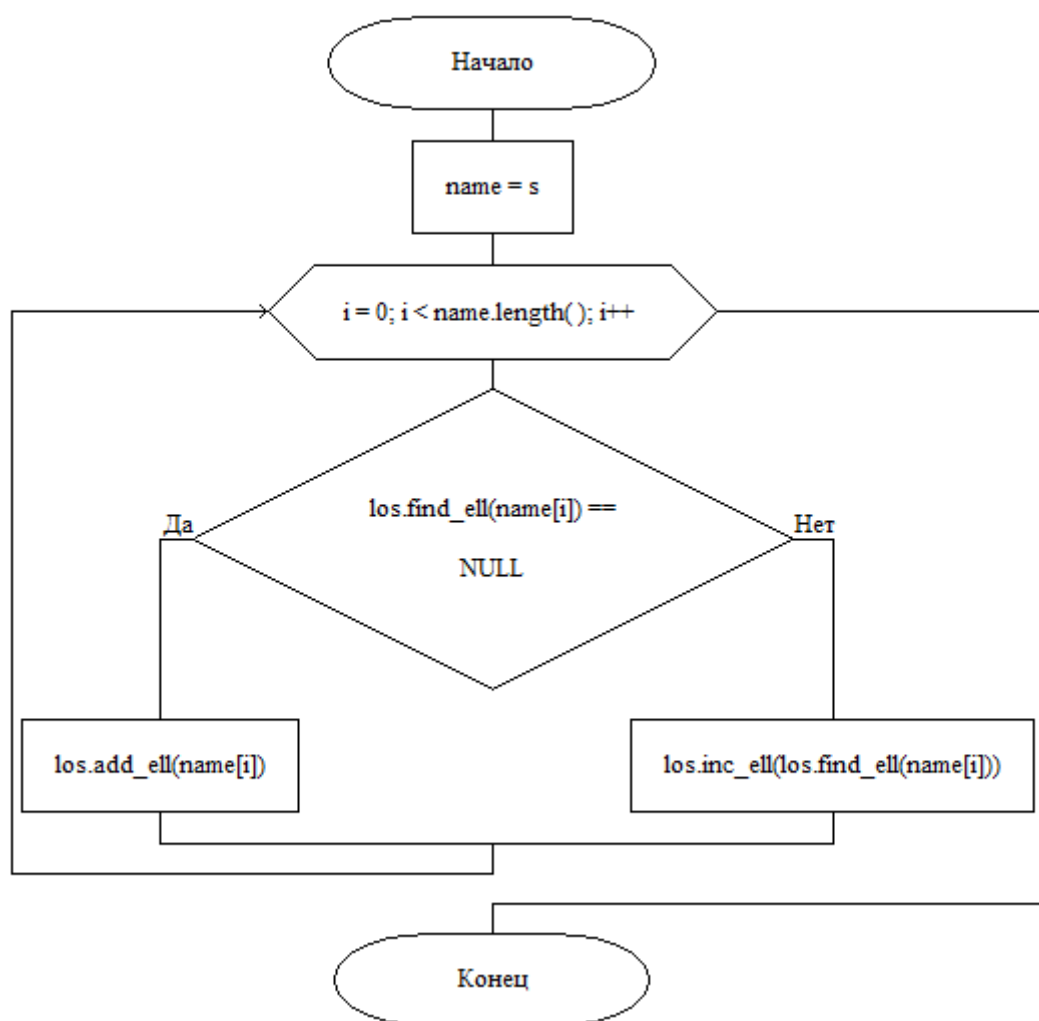 Начало
name = s
i = 0; i < name.length( ); i++
los.find_ell(name[i]) ==
NULL
Да
Нет
los.add_ell(name[i])
los.inc_ell(los.find_ell(name[i]))
Конец